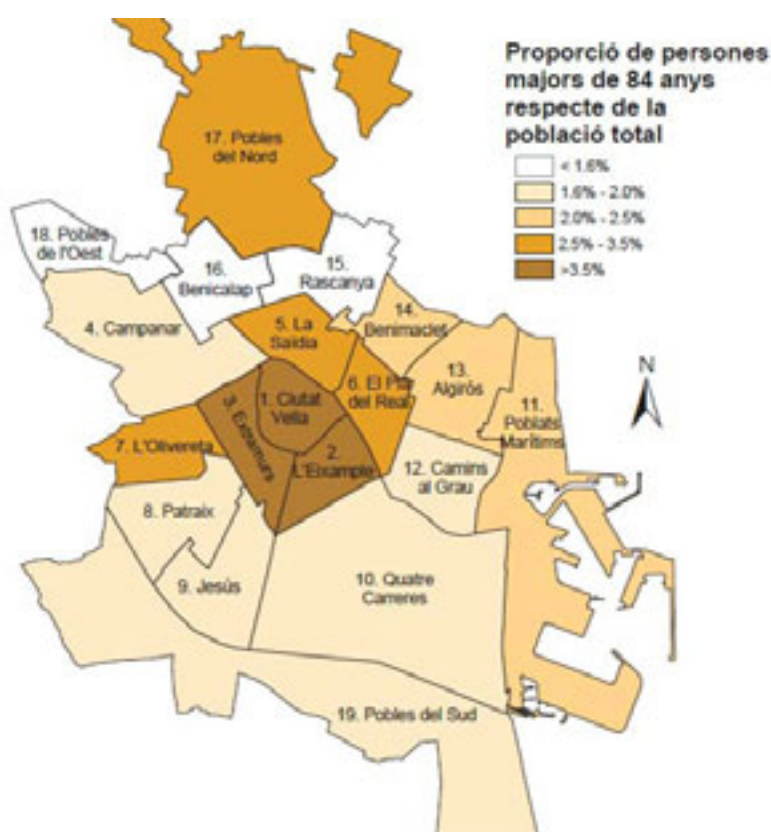 Proporció de persones
majors de 84 anys
respecte de la
població total
< 1.6%
1.6% - 2.0%
2.0% - 2.5%
2.5% - 3.5%
>3.5%
17. Pobles
del Nord
18. Pobles
de l'Oest
16.
Benicalap
15.
Rascanya
4. Campanar
5. La
Saïdia
14.
Benimaclet
13.
Algirós
6. El Pla
del Real
1. Ciutat
Vella
3. Extramurs
11.
Poblats
Marítims
7. L'Olivereta
2.
L'Eixample
12. Camins
al Grau
8. Patraix
9. Jesús
10. Quatre
Carreres
19. Pobles del Sud
N